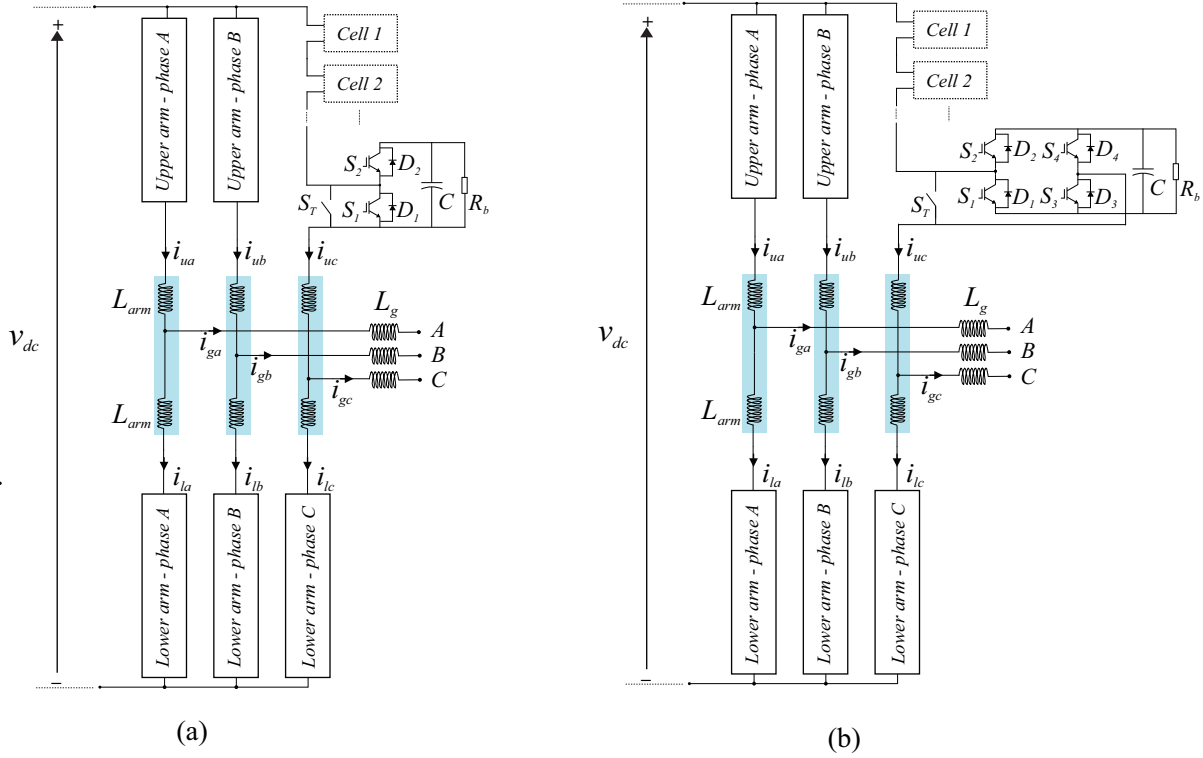 +
Upper arm - phase A
Upper arm - phase B
Cell 1
Cell 2
S_T
S_2
D_2
S_1
D_1
C
R_b
i_ua
i_ub
i_uc
L_arm
L_g
v_dc
i_ga
A
i_gb
B
i_gc
C
L_arm
i_la
i_lb
i_lc
Lower arm - phase A
Lower arm - phase B
Lower arm - phase C
−
(a)
+
Upper arm - phase A
Upper arm - phase B
Cell 1
Cell 2
S_T
S_2
D_2
S_4
D_4
S_1
D_1
S_3
D_3
C
R_b
i_ua
i_ub
i_uc
L_arm
L_g
v_dc
i_ga
A
i_gb
B
i_gc
C
L_arm
i_la
i_lb
i_lc
Lower arm - phase A
Lower arm - phase B
Lower arm - phase C
−
(b)